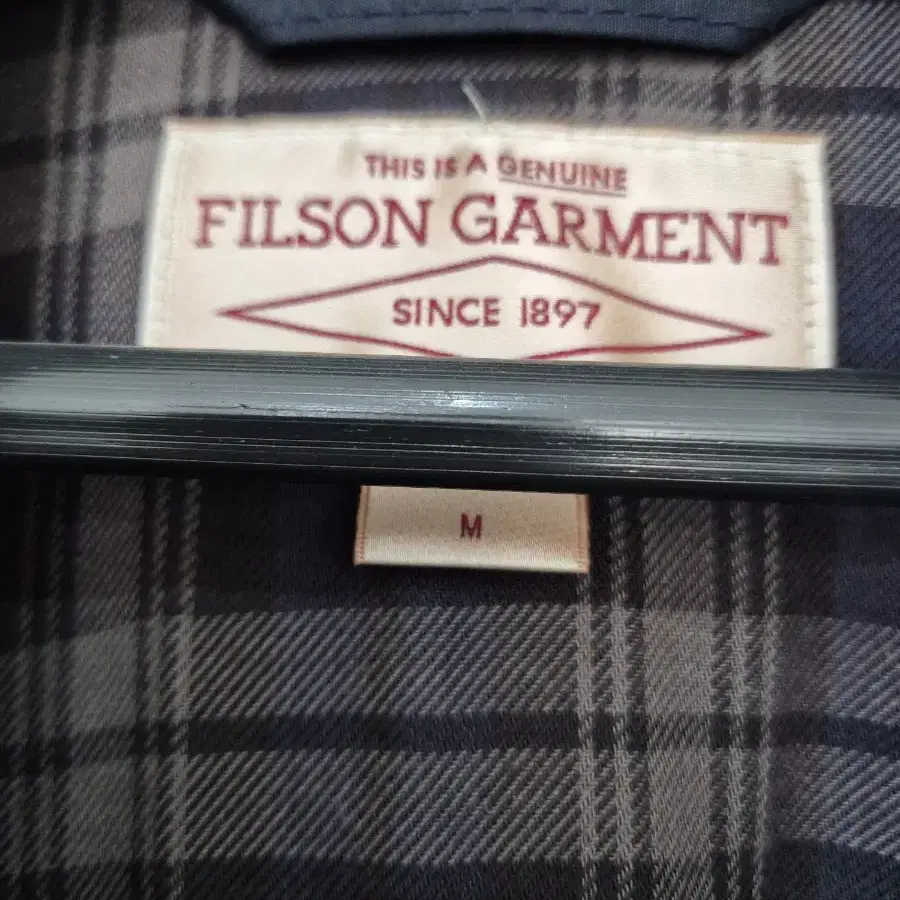 THIS IS A GENUINE
FILSON GARMENT
SINCE 1897
M